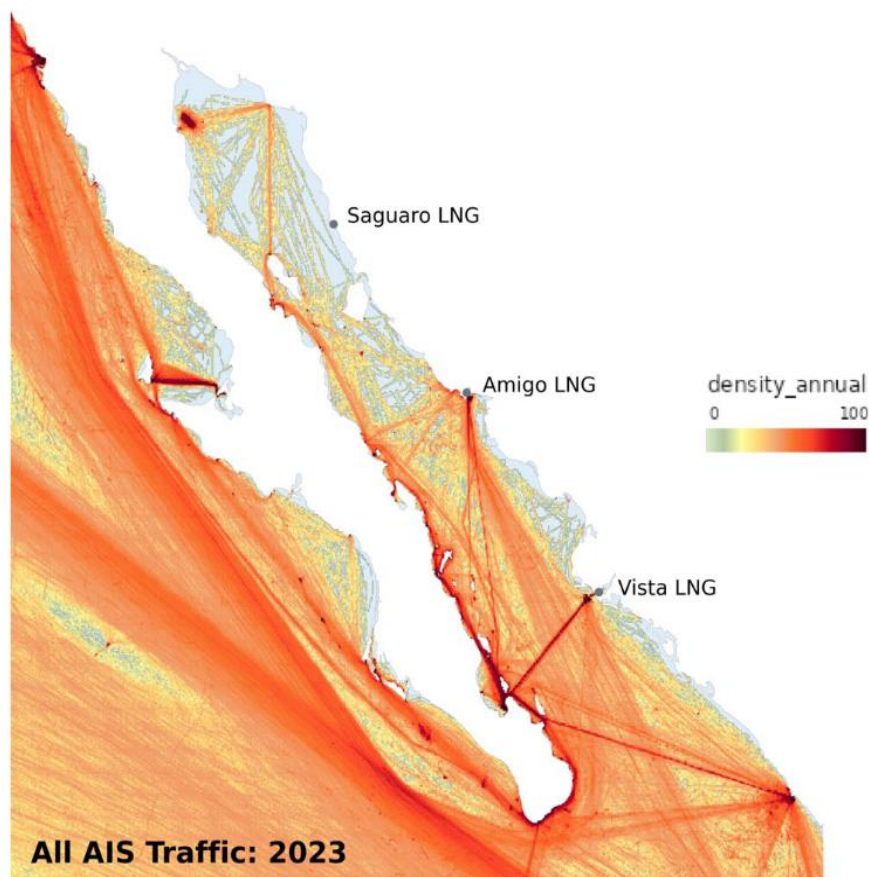 Saguaro LNG
Amigo LNG
density_annual
0 100
Vista LNG
All AIS Traffic: 2023